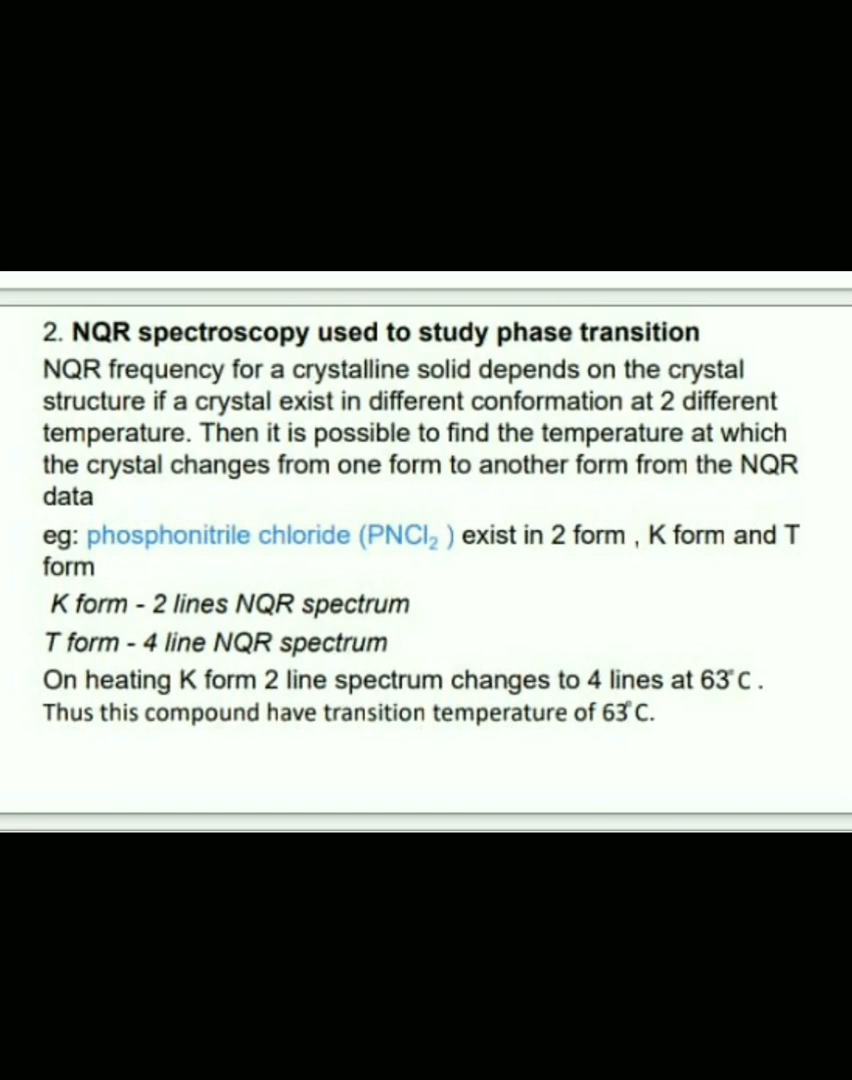 2. NQR spectroscopy used to study phase transition
NQR frequency for a crystalline solid depends on the crystal
structure if a crystal exist in different conformation at 2 different
temperature. Then it is possible to find the temperature at which
the crystal changes from one form to another form from the NQR
data
eg: phosphonitrile chloride (PNCl₂ ) exist in 2 form , K form and T
form
K form - 2 lines NQR spectrum
T form - 4 line NQR spectrum
On heating K form 2 line spectrum changes to 4 lines at 63°C .
Thus this compound have transition temperature of 63°C.